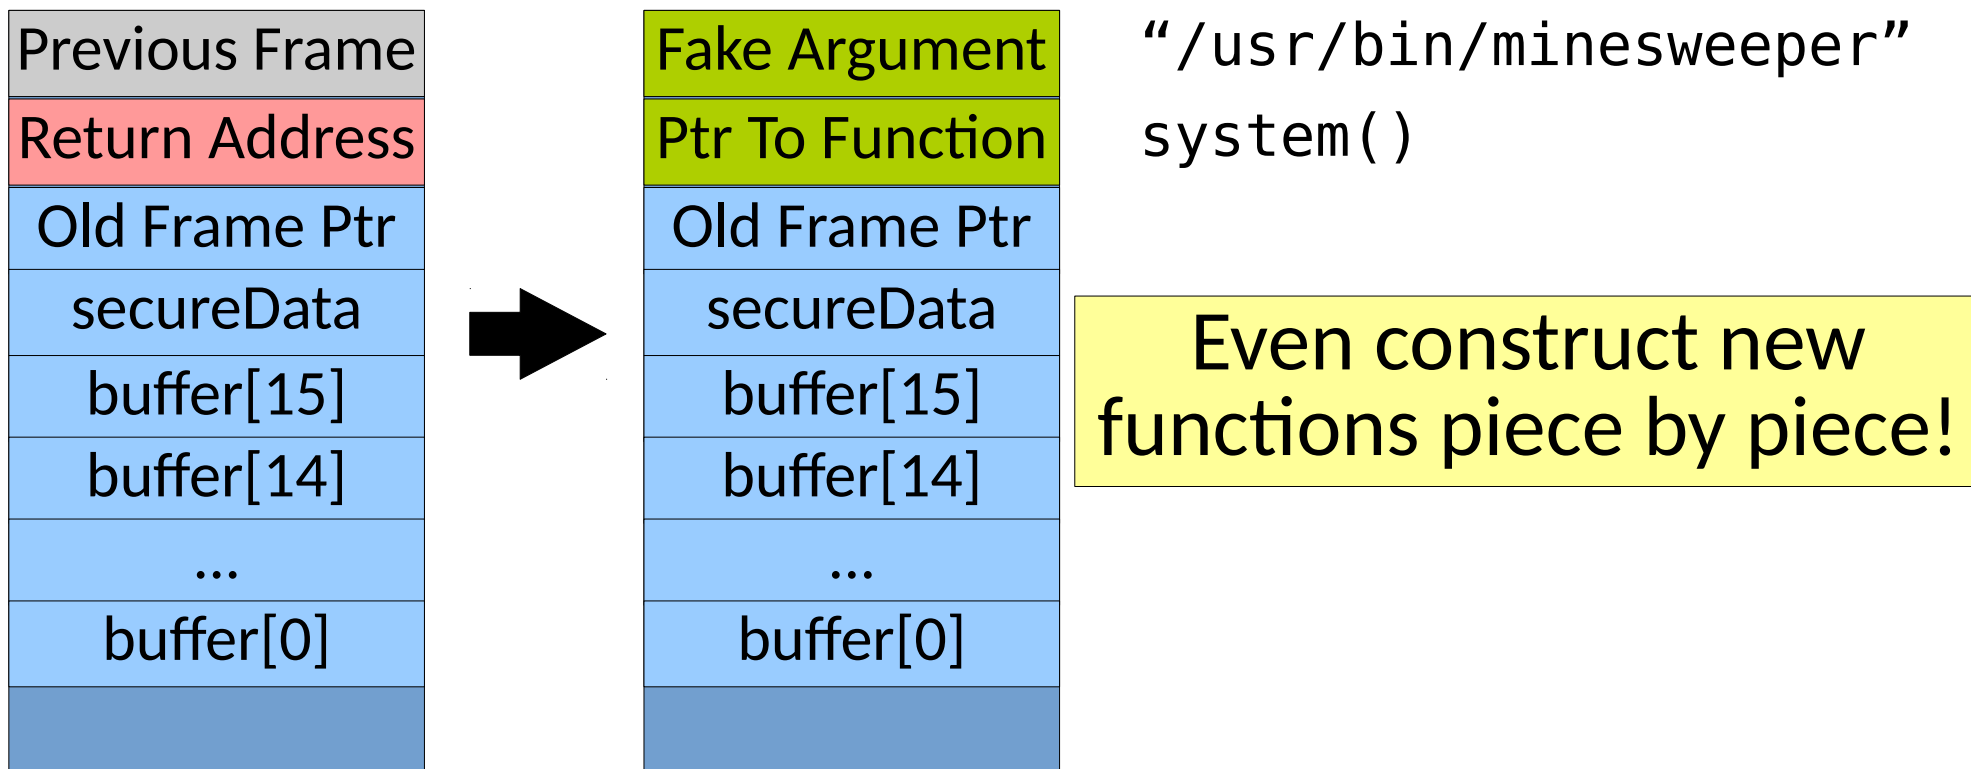 Previous Frame
Return Address
Old Frame Ptr
secureData
buffer[15]
buffer[14]
...
buffer[0]
Fake Argument
Ptr To Function
Old Frame Ptr
secureData
buffer[15]
buffer[14]
...
buffer[0]
“/usr/bin/minesweeper”
system()
Even construct new
functions piece by piece!